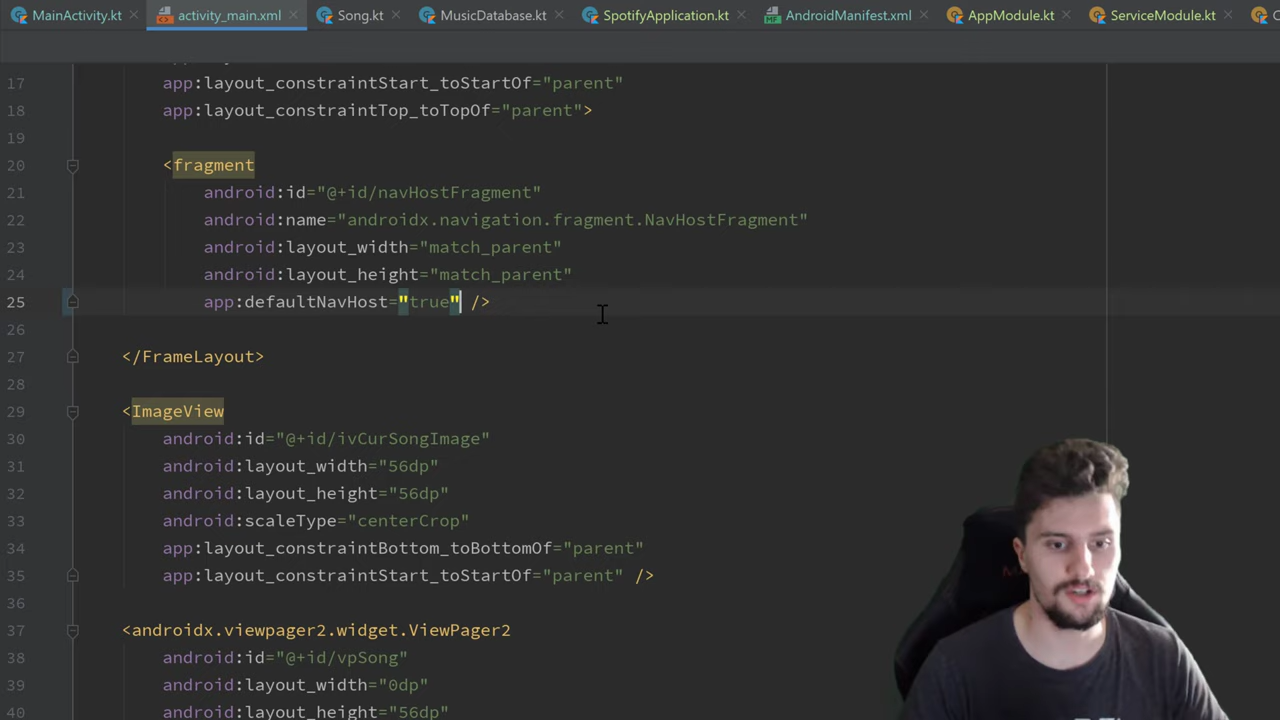 MainActivity.kt activity_main.xml Song.kt MusicDatabase.kt SpotifyApplication.kt AndroidManifest.xml AppModule.kt ServiceModule.kt
17 app:layout_constraintStart_toStartOf="parent"
18 app:layout_constraintTop_toTopOf="parent">
19
20 <fragment
21 android:id="@+id/navHostFragment"
22 android:name="androidx.navigation.fragment.NavHostFragment"
23 android:layout_width="match_parent"
24 android:layout_height="match_parent"
25 app:defaultNavHost="true" />
26
27 </FrameLayout>
28
29 <ImageView
30 android:id="@+id/ivCurSongImage"
31 android:layout_width="56dp"
32 android:layout_height="56dp"
33 android:scaleType="centerCrop"
34 app:layout_constraintBottom_toBottomOf="parent"
35 app:layout_constraintStart_toStartOf="parent" />
36
37 <androidx.viewpager2.widget.ViewPager2
38 android:id="@+id/vpSong"
39 android:layout_width="0dp"
40 android:layout_height="56dp"